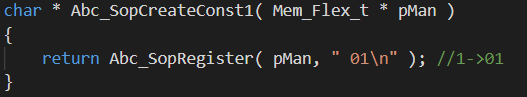 char * Abc_SopCreateConst1( Mem_Flex_t * pMan )
{
    return Abc_SopRegister( pMan, " 01\n" ); //1->01
}